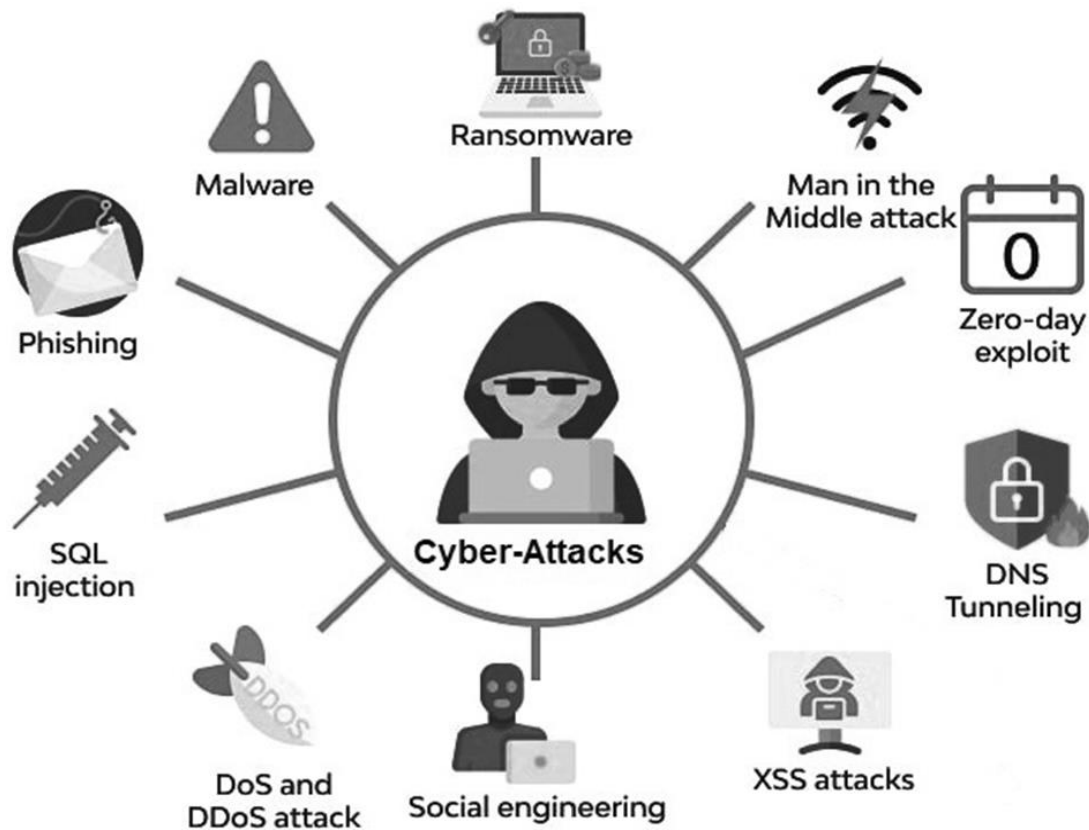 Ransomware
Malware
Man in the
Middle attack
0
Zero-day
exploit
Phishing
Cyber-Attacks
SQL
injection
DNS
Tunneling
DDOS
DoS and
DDoS attack
Social engineering
XSS attacks
$